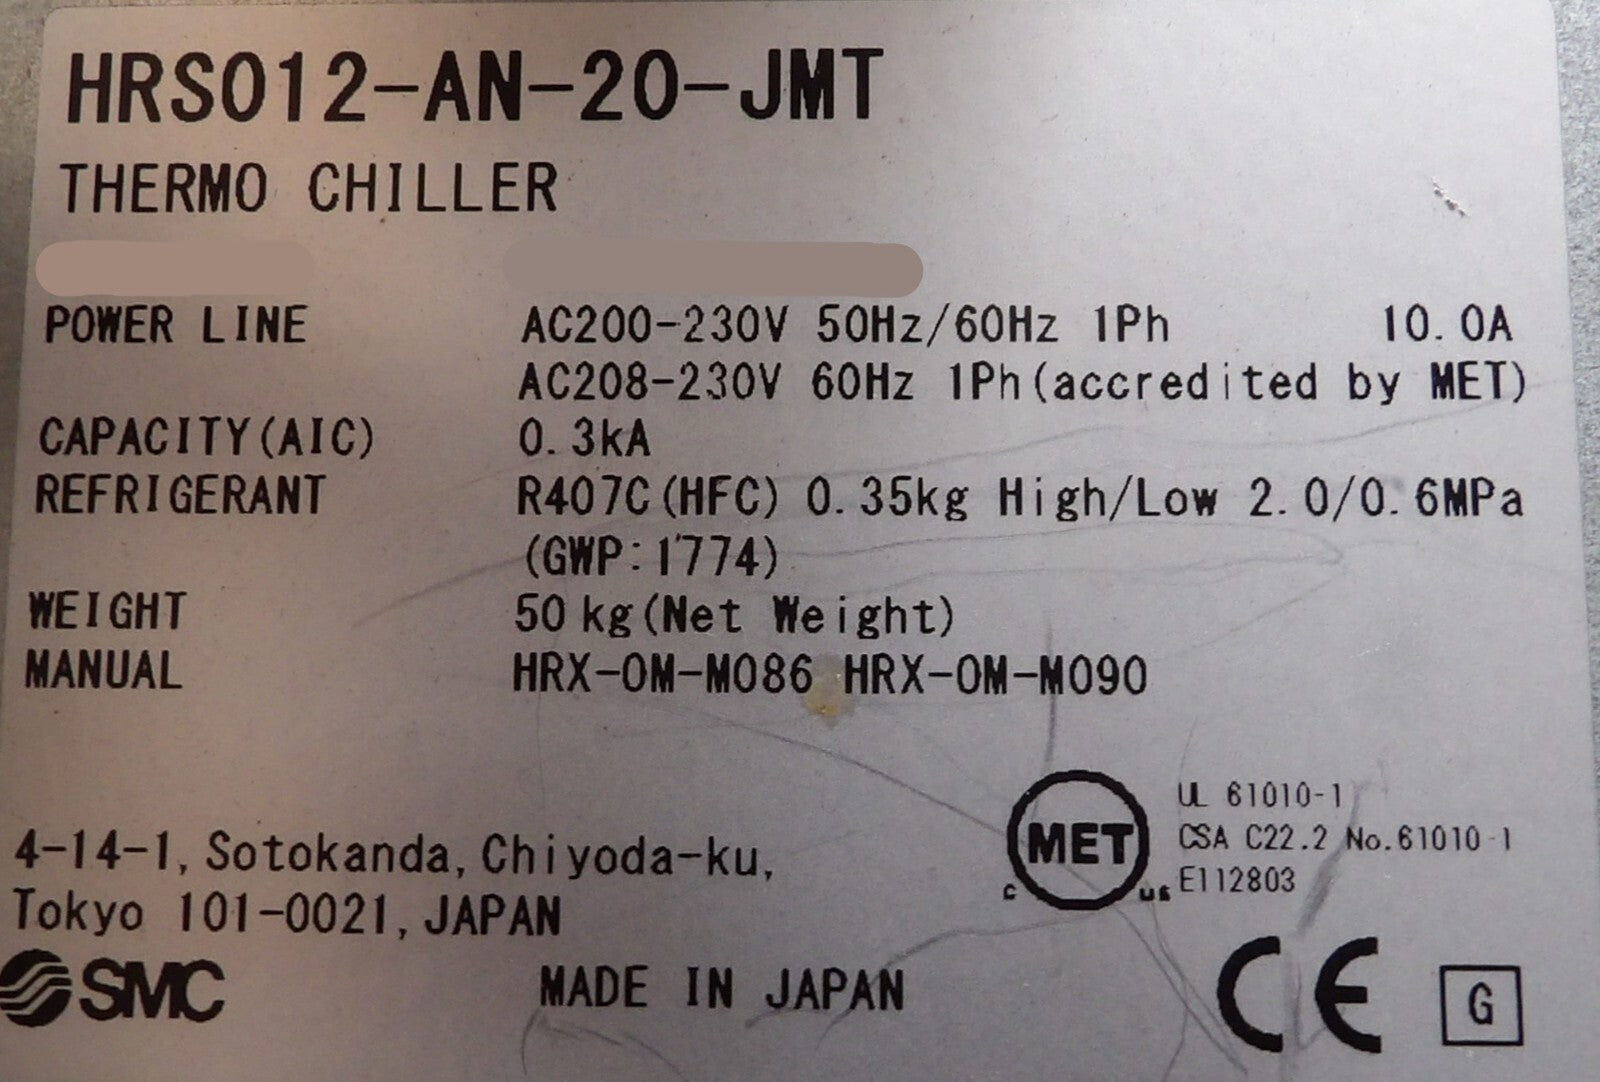 HRS012-AN-20-JMT
THERMO CHILLER
POWER LINE AC200-230V 50Hz/60Hz 1Ph 10.0A
AC208-230V 60Hz 1Ph(accredited by MET)
CAPACITY(AIC) 0.3kA
REFRIGERANT R407C(HFC) 0.35kg High/Low 2.0/0.6MPa
(GWP:1774)
WEIGHT 50kg(Net Weight)
MANUAL HRX-OM-M086 HRX-OM-M090
4-14-1, Sotokanda, Chiyoda-ku,
Tokyo 101-0021, JAPAN
c MET us
UL 61010-1
CSA C22.2 No.61010-1
E112803
SMC
MADE IN JAPAN
CE
G